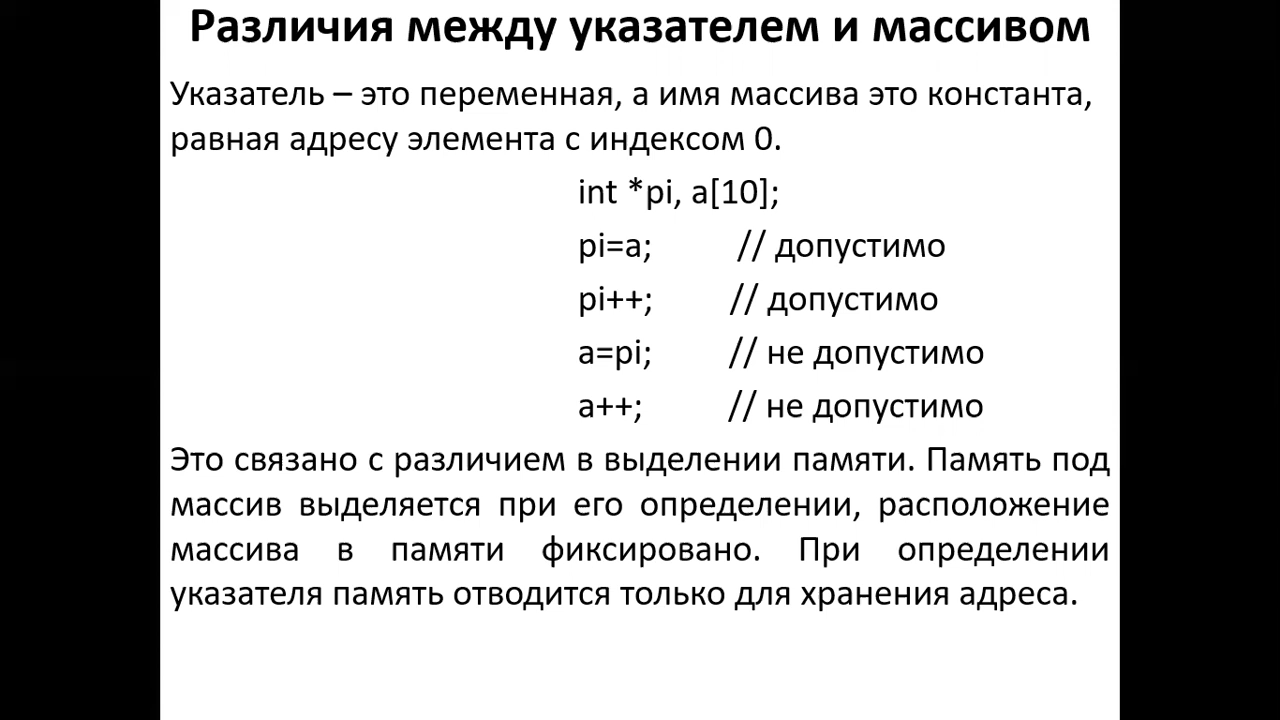 Различия между указателем и массивом
Указатель – это переменная, а имя массива это константа,
равная адресу элемента с индексом 0.
int *pi, a[10];
pi=a; // допустимо
pi++; // допустимо
a=pi; // не допустимо
a++; // не допустимо
Это связано с различием в выделении памяти. Память под
массив выделяется при его определении, расположение
массива в памяти фиксировано. При определении
указателя память отводится только для хранения адреса.